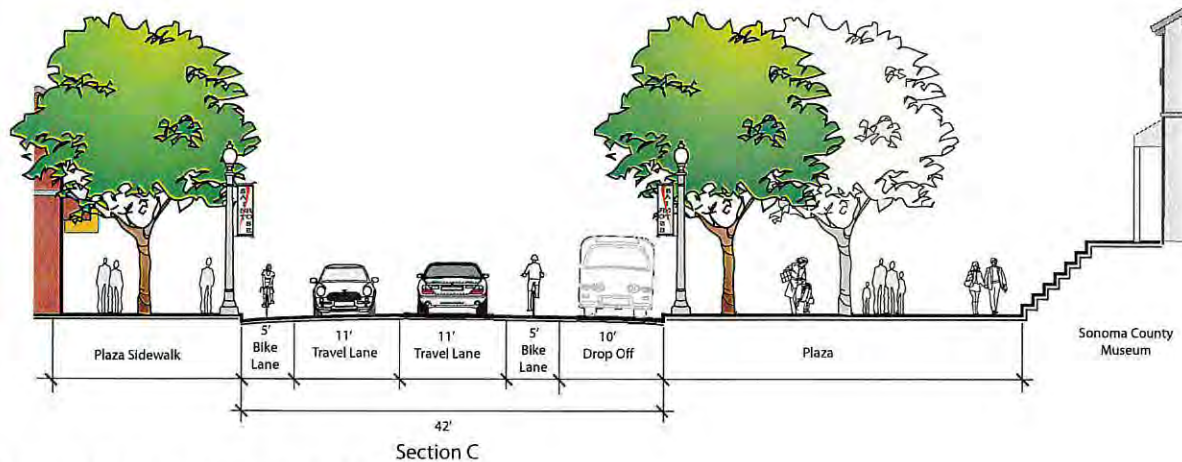 Plaza Sidewalk
5'
Bike
Lane
11'
Travel Lane
11'
Travel Lane
5'
Bike
Lane
10'
Drop Off
Plaza
Sonoma County
Museum
42'
Section C